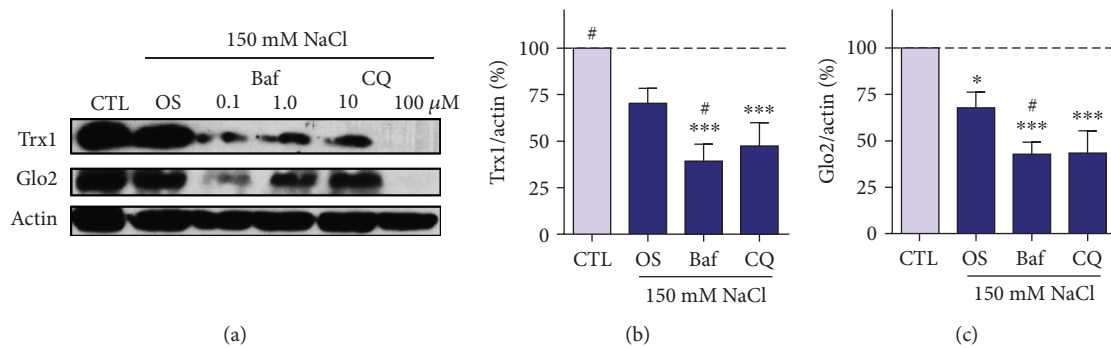 150 mM NaCl
Baf CQ
CTL OS 0.1 1.0 10 100 μM
Trx1
Glo2
Actin
(a)
Trx1/actin (%)
100
75
50
25
0
#
#
***
***
CTL OS Baf CQ
150 mM NaCl
(b)
Glo2/actin (%)
100
75
50
25
0
*
#
***
***
CTL OS Baf CQ
150 mM NaCl
(c)